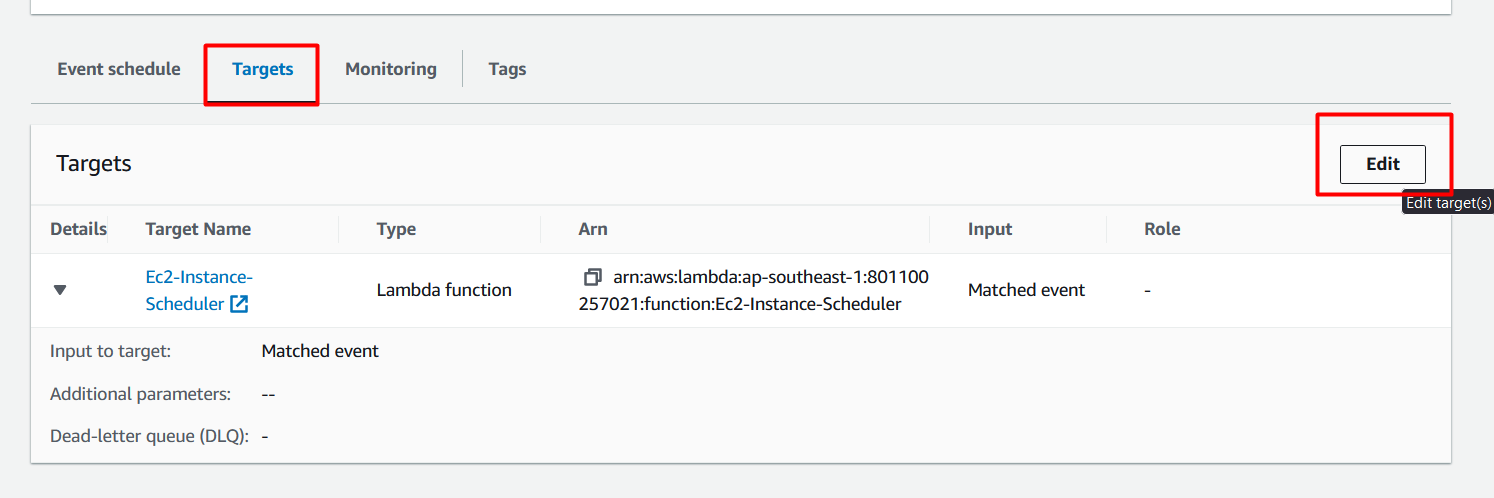 Event schedule Targets Monitoring Tags
Targets
Edit
Edit target(s)
Details Target Name Type Arn Input Role
Ec2-Instance-
Scheduler
Lambda function
arn:aws:lambda:ap-southeast-1:801100
257021:function:Ec2-Instance-Scheduler
Matched event
-
Input to target: Matched event
Additional parameters: --
Dead-letter queue (DLQ): -